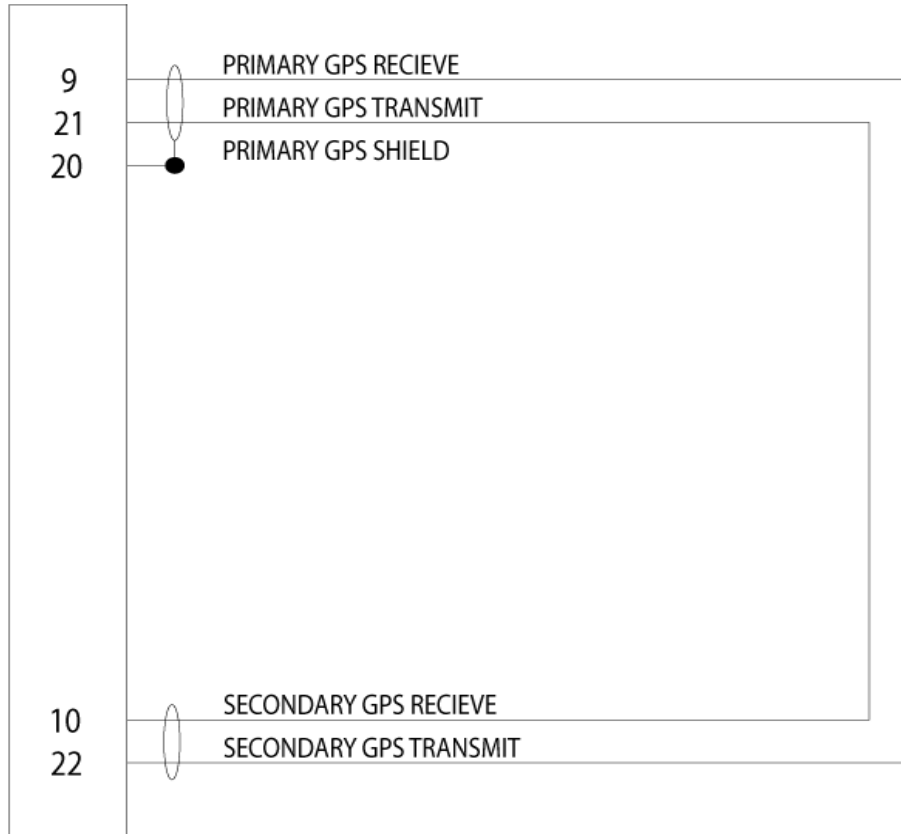 9 PRIMARY GPS RECIEVE
21 PRIMARY GPS TRANSMIT
20 PRIMARY GPS SHIELD
10 SECONDARY GPS RECIEVE
22 SECONDARY GPS TRANSMIT